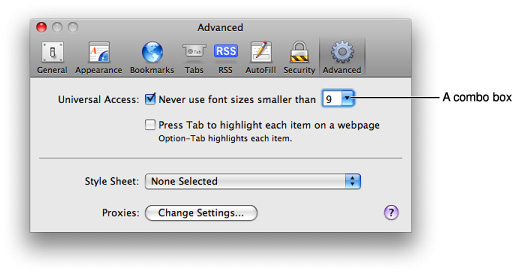 Advanced
RSS
Tab
General Appearance Bookmarks Tabs RSS AutoFill Security Advanced
Universal Access: Never use font sizes smaller than 9
A combo box
Press Tab to highlight each item on a webpage
Option-Tab highlights each item.
Style Sheet: None Selected
Proxies: Change Settings... ?